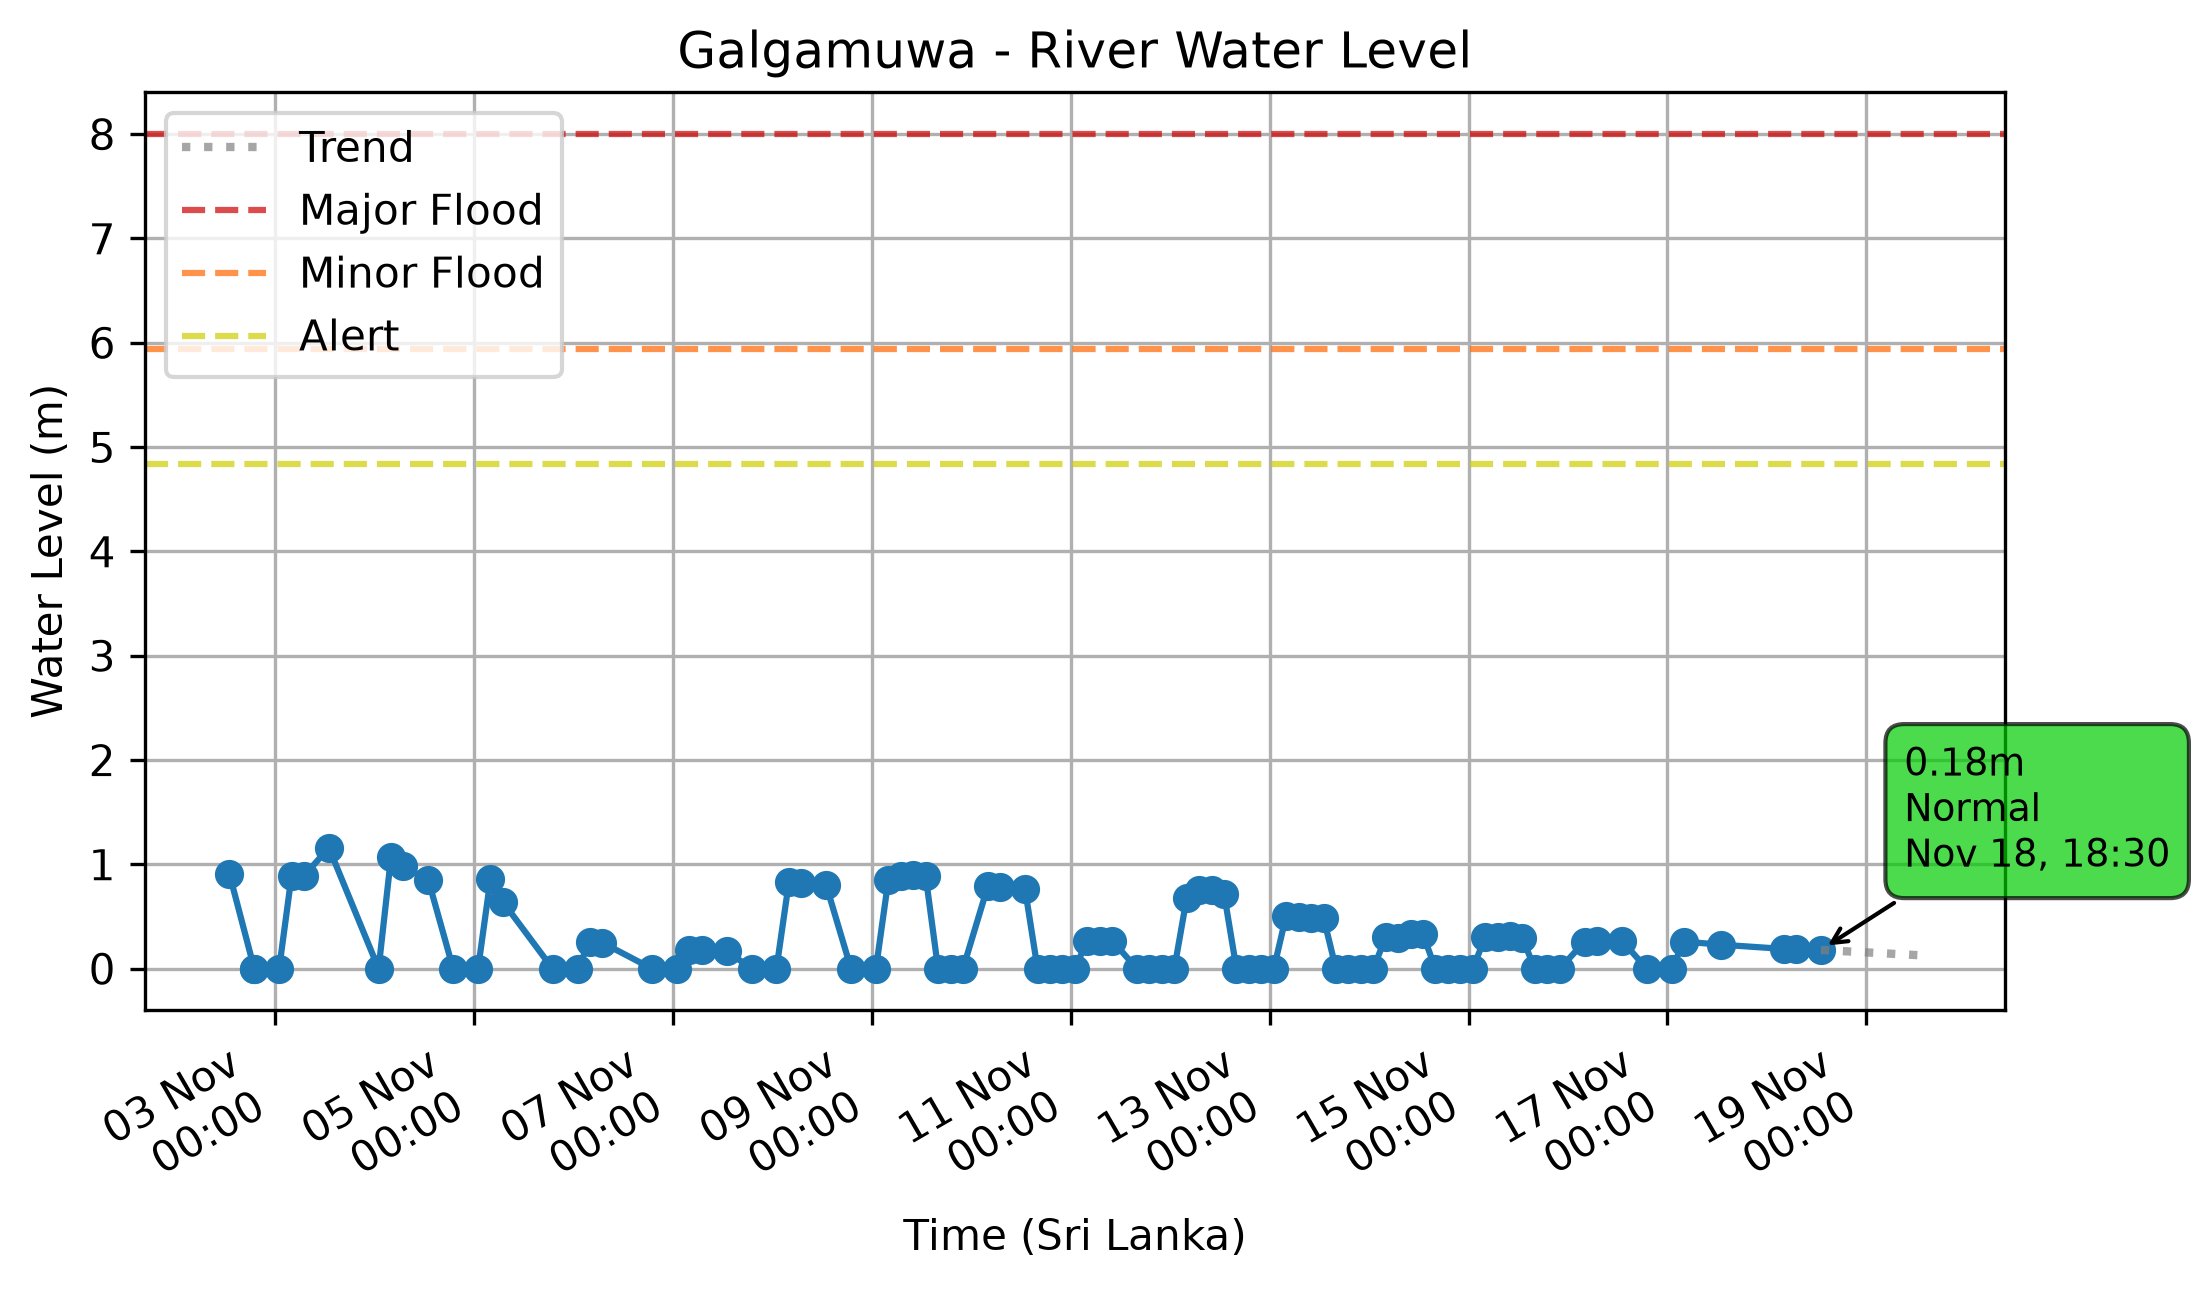 Galgamuwa - River Water Level
Trend
Major Flood
Minor Flood
Alert
8
7
6
5
4
3
2
1
0
Water Level (m)
0.18m
Normal
Nov 18, 18:30
03 Nov
00:00
05 Nov
00:00
07 Nov
00:00
09 Nov
00:00
11 Nov
00:00
13 Nov
00:00
15 Nov
00:00
17 Nov
00:00
19 Nov
00:00
Time (Sri Lanka)